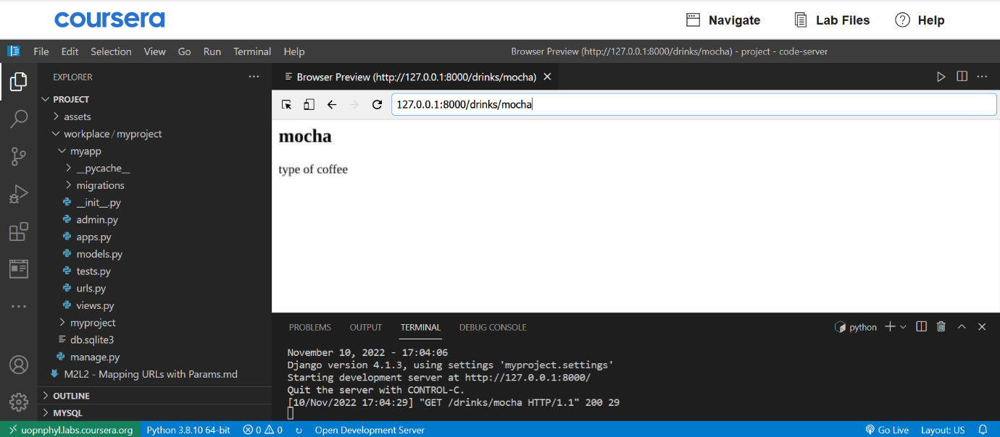 coursera
Navigate
Lab Files
Help
File Edit Selection View Go Run Terminal Help
Browser Preview (http://127.0.0.1:8000/drinks/mocha) - project - code-server
EXPLORER
Browser Preview (http://127.0.0.1:8000/drinks/mocha)
PROJECT
assets
workplace / myproject
myapp
__pycache__
migrations
__init__.py
admin.py
apps.py
models.py
tests.py
urls.py
views.py
myproject
db.sqlite3
manage.py
M2L2 - Mapping URLs with Params.md
OUTLINE
MYSQL
127.0.0.1:8000/drinks/mocha
mocha
type of coffee
PROBLEMS OUTPUT TERMINAL DEBUG CONSOLE
python
November 10, 2022 - 17:04:06
Django version 4.1.3, using settings 'myproject.settings'
Starting development server at http://127.0.0.1:8000/
Quit the server with CONTROL-C.
[10/Nov/2022 17:04:29] "GET /drinks/mocha HTTP/1.1" 200 29
uopnphyl.labs.coursera.org Python 3.8.10 64-bit 0 0 Open Development Server Go Live Layout: US